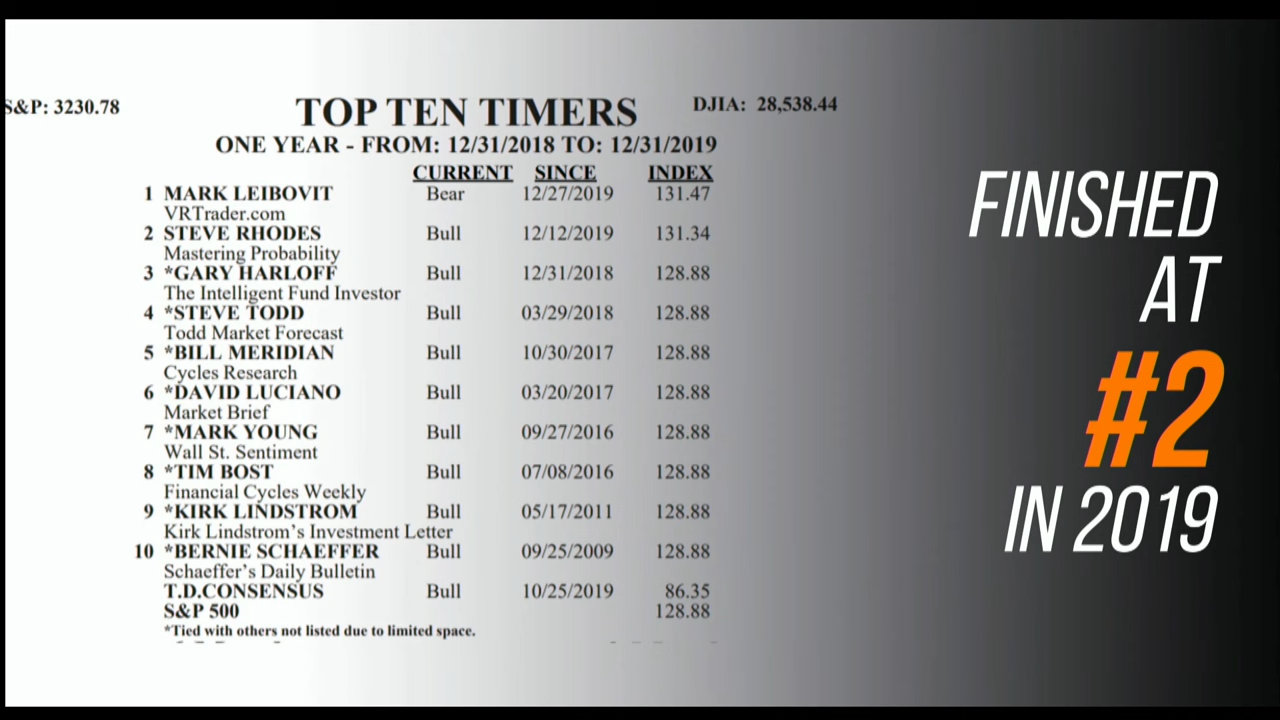 S&P: 3230.78
TOP TEN TIMERS
DJIA: 28,538.44
ONE YEAR - FROM: 12/31/2018 TO: 12/31/2019
CURRENT SINCE INDEX
1 MARK LEIBOVIT Bear 12/27/2019 131.47
VRTrader.com
2 STEVE RHODES Bull 12/12/2019 131.34
Mastering Probability
3 *GARY HARLOFF Bull 12/31/2018 128.88
The Intelligent Fund Investor
4 *STEVE TODD Bull 03/29/2018 128.88
Todd Market Forecast
5 *BILL MERIDIAN Bull 10/30/2017 128.88
Cycles Research
6 *DAVID LUCIANO Bull 03/20/2017 128.88
Market Brief
7 *MARK YOUNG Bull 09/27/2016 128.88
Wall St. Sentiment
8 *TIM BOST Bull 07/08/2016 128.88
Financial Cycles Weekly
9 *KIRK LINDSTROM Bull 05/17/2011 128.88
Kirk Lindstrom's Investment Letter
10 *BERNIE SCHAEFFER Bull 09/25/2009 128.88
Schaeffer's Daily Bulletin
T.D.CONSENSUS Bull 10/25/2019 86.35
S&P 500 128.88
*Tied with others not listed due to limited space.
FINISHED
AT
#2
IN 2019